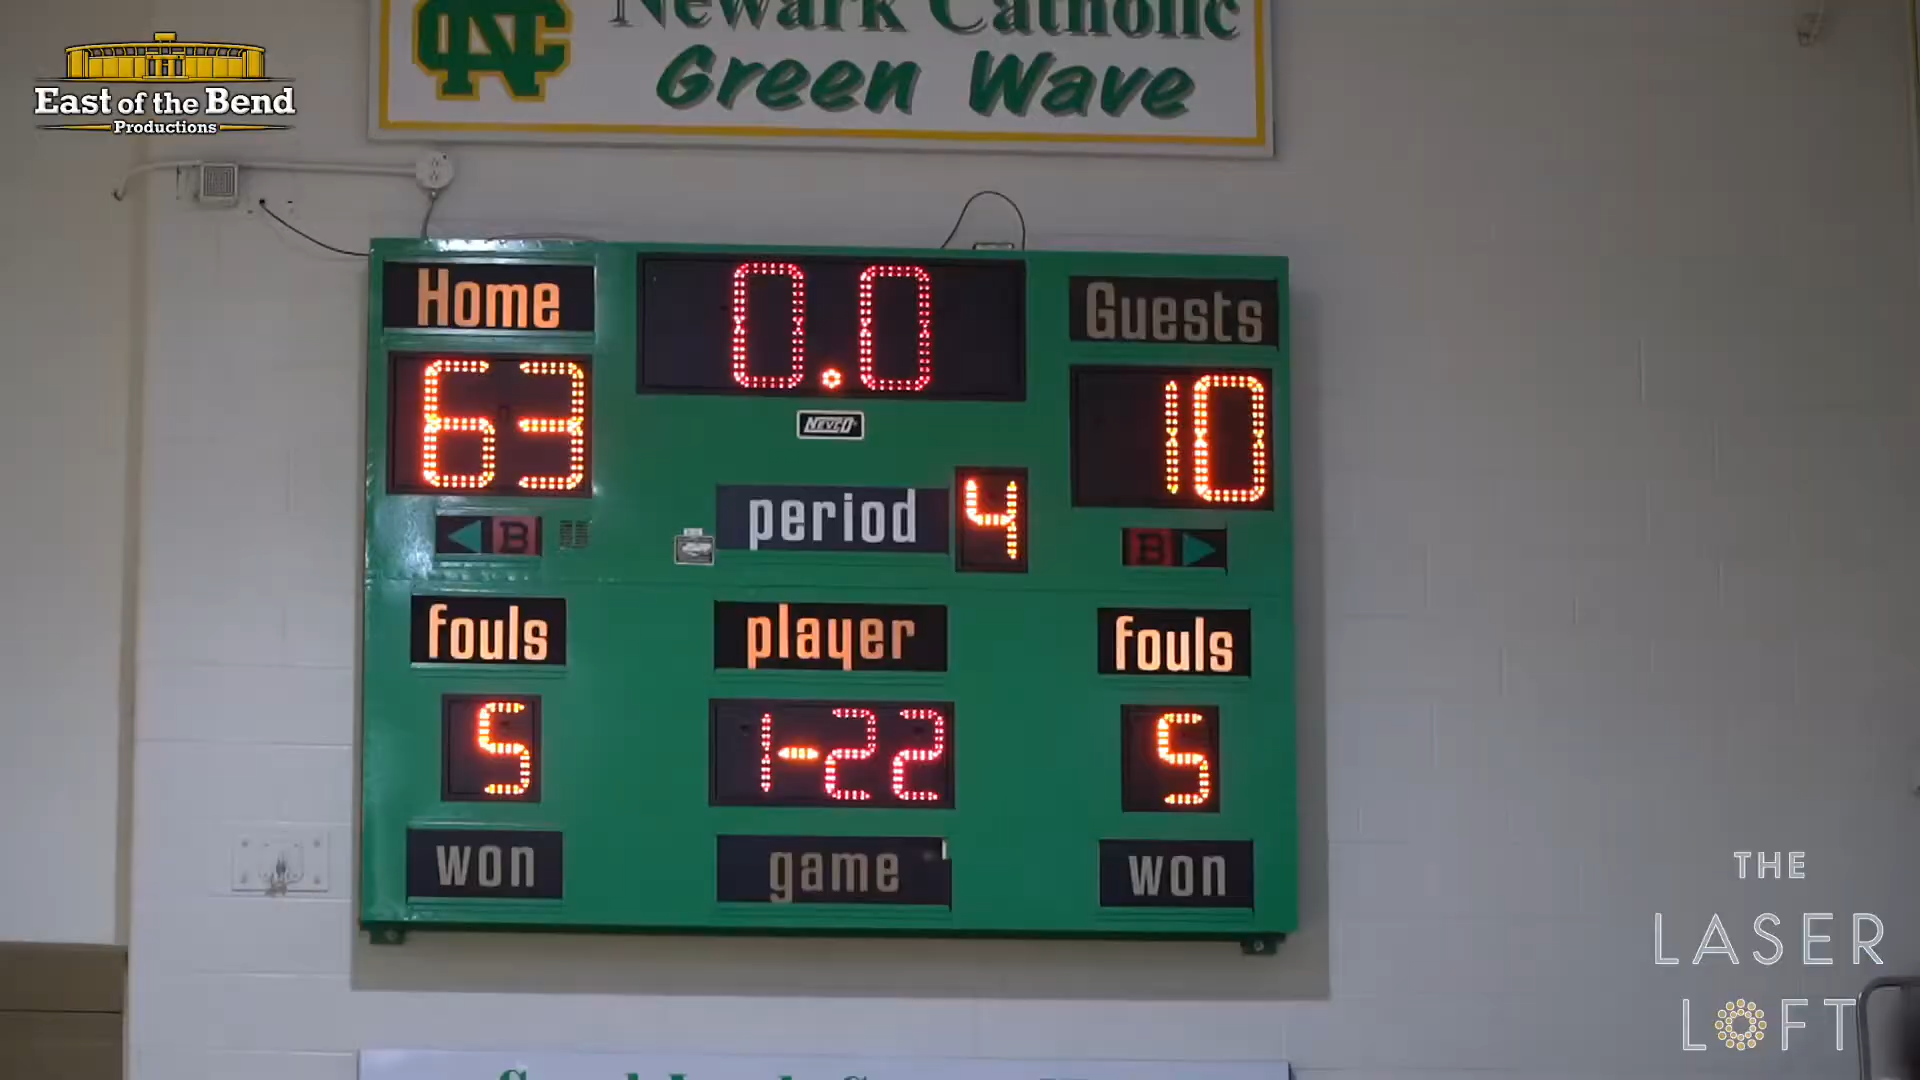 Newark Catholic
NC
Green Wave
East of the Bend
Productions
Home
0.0
Guests
63
10
NEVCO
period
4
B
B
fouls
player
fouls
5
1-22
5
won
game
won
THE
LASER
LOFT